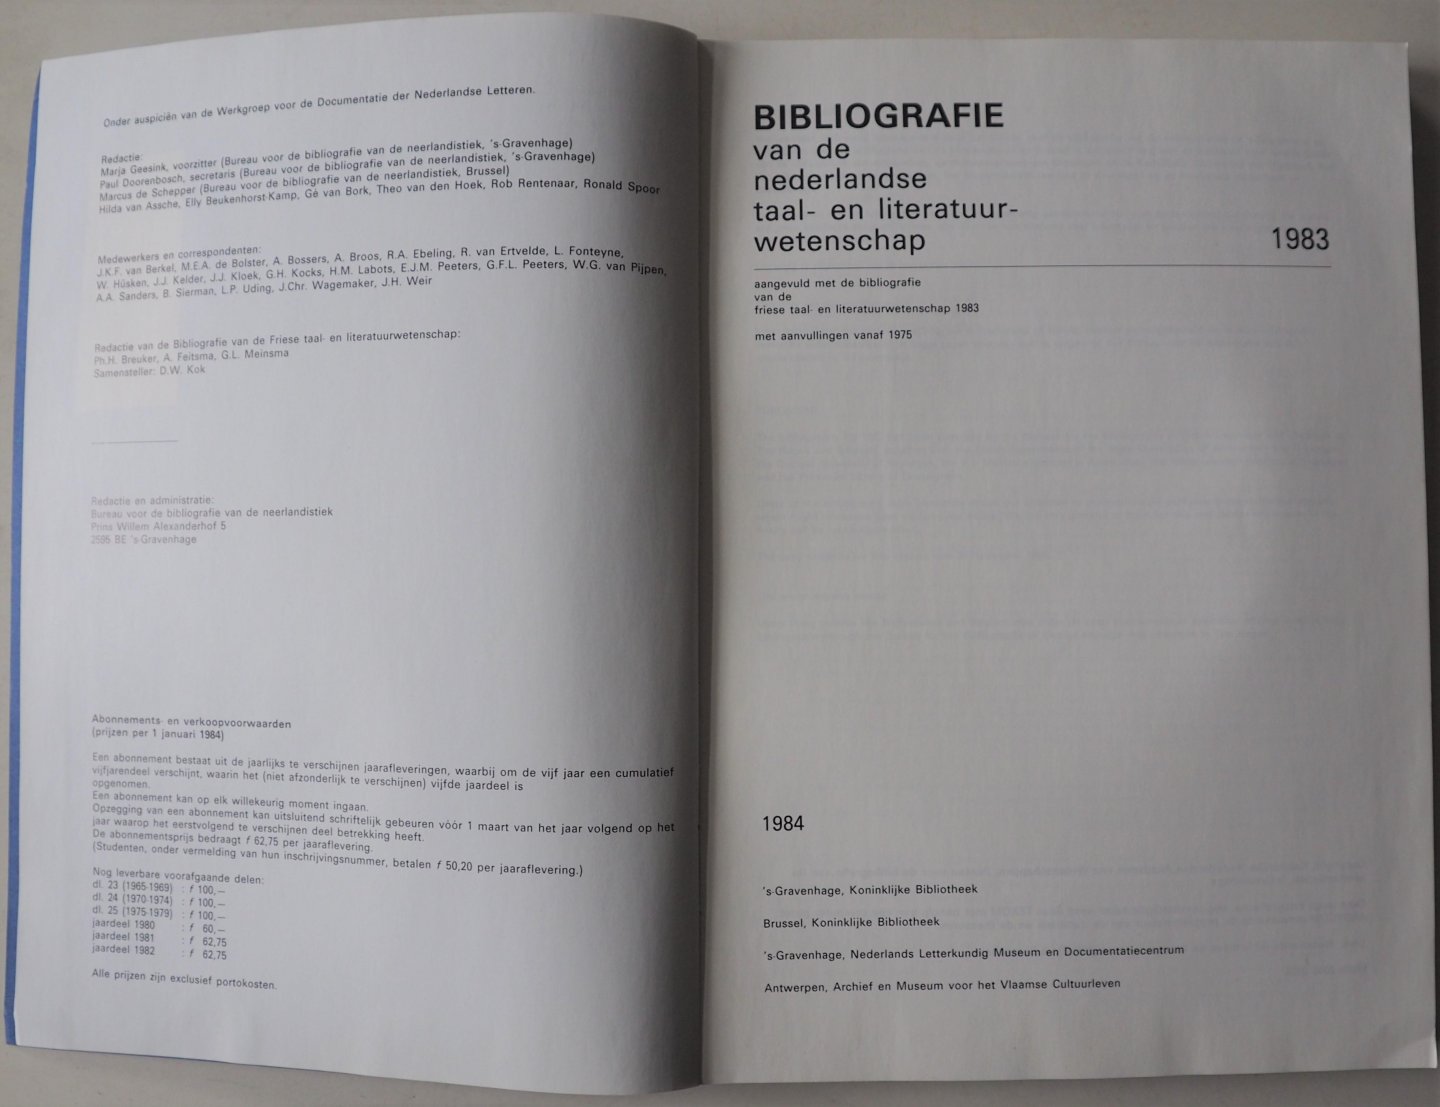 Onder auspiciën van de Werkgroep voor de Documentatie der Nederlandse Letteren.
Redactie:
Marja Geesink, voorzitter (Bureau voor de bibliografie van de neerlandistiek, 's-Gravenhage)
Paul Doorenbosch, secretaris (Bureau voor de bibliografie van de neerlandistiek, 's-Gravenhage)
Marcus de Schepper (Bureau voor de bibliografie van de neerlandistiek, Brussel)
Hilda van Assche, Elly Beukenhorst-Kamp, Gé van Bork, Theo van den Hoek, Rob Rentenaar, Ronald Spoor
Medewerkers en correspondenten:
J.K.F. van Berkel, M.E.A. de Bolster, A. Bossers, A. Broos, R.A. Ebeling, R. van Ertvelde, L. Fonteyne,
W. Hüsken, J.J. Kelder, J.J. Kloek, G.H. Kocks, H.M. Labots, E.J.M. Peeters, G.F.L. Peeters, W.G. van Pijpen,
A.A. Sanders, B. Sierman, L.P. Uding, J.Chr. Wagemaker, J.H. Weir
Redactie van de Bibliografie van de Friese taal- en literatuurwetenschap:
Ph.H. Breuker, A. Feitsma, G.L. Meinsma
Samensteller: D.W. Kok
Redactie en administratie:
Bureau voor de bibliografie van de neerlandistiek
Prins Willem Alexanderhof 5
2595 BE 's-Gravenhage
Abonnements- en verkoopvoorwaarden
(prijzen per 1 januari 1984)
Een abonnement bestaat uit de jaarlijks te verschijnen jaarafleveringen, waarbij om de vijf jaar een cumulatief
vijfjarendeel verschijnt, waarin het (niet afzonderlijk te verschijnen) vijfde jaardeel is
opgenomen.
Een abonnement kan op elk willekeurig moment ingaan.
Opzegging van een abonnement kan uitsluitend schriftelijk gebeuren vóór 1 maart van het jaar volgend op het
jaar waarop het eerstvolgend te verschijnen deel betrekking heeft.
De abonnementsprijs bedraagt f 62,75 per jaaraflevering.
(Studenten, onder vermelding van hun inschrijvingsnummer, betalen f 50,20 per jaaraflevering.)
Nog leverbare voorafgaande delen:
dl. 23 (1965-1969) : f 100,—
dl. 24 (1970-1974) : f 100,—
dl. 25 (1975-1979) : f 100,—
jaardeel 1980 : f 60,—
jaardeel 1981 : f 62,75
jaardeel 1982 : f 62,75
Alle prijzen zijn exclusief portokosten.
BIBLIOGRAFIE
van de
nederlandse
taal- en literatuur-
wetenschap 1983
aangevuld met de bibliografie
van de
friese taal- en literatuurwetenschap 1983
met aanvullingen vanaf 1975
1984
's-Gravenhage, Koninklijke Bibliotheek
Brussel, Koninklijke Bibliotheek
's-Gravenhage, Nederlands Letterkundig Museum en Documentatiecentrum
Antwerpen, Archief en Museum voor het Vlaamse Cultuurleven